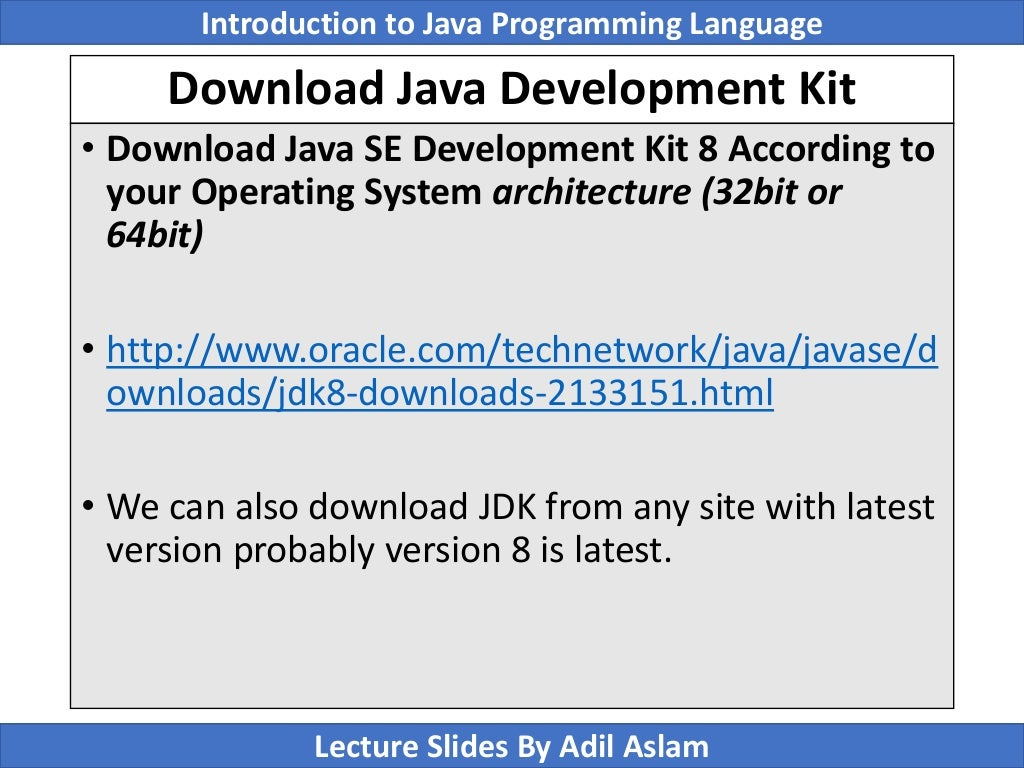 Introduction to Java Programming Language
Download Java Development Kit
• Download Java SE Development Kit 8 According to
your Operating System architecture (32bit or
64bit)
• http://www.oracle.com/technetwork/java/javase/d
ownloads/jdk8-downloads-2133151.html
• We can also download JDK from any site with latest
version probably version 8 is latest.
Lecture Slides By Adil Aslam